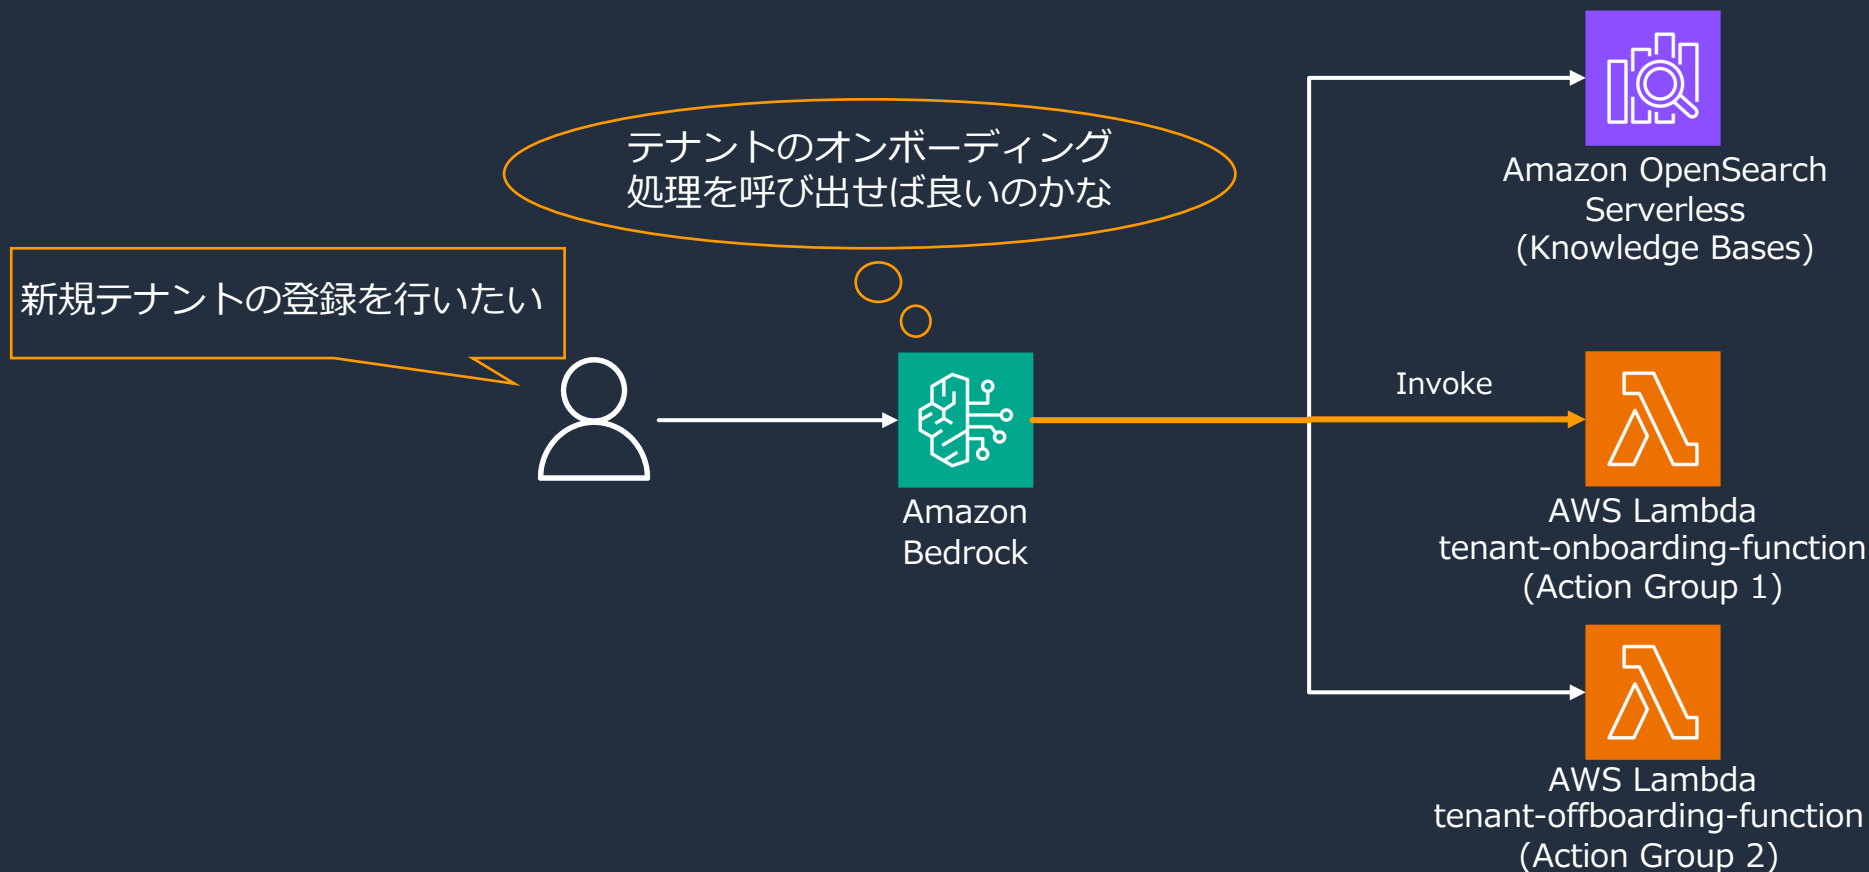 新規テナントの登録を行いたい
テナントのオンボーディング
処理を呼び出せば良いのかな
Amazon
Bedrock
Invoke
Amazon OpenSearch
Serverless
(Knowledge Bases)
AWS Lambda
tenant-onboarding-function
(Action Group 1)
AWS Lambda
tenant-offboarding-function
(Action Group 2)